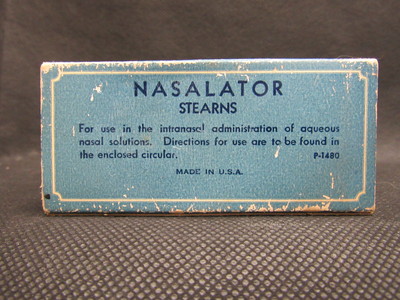 NASALATOR
STEARNS
For use in the intranasal administration of aqueous
nasal solutions. Directions for use are to be found in
the enclosed circular. P-1480
MADE IN U.S.A.